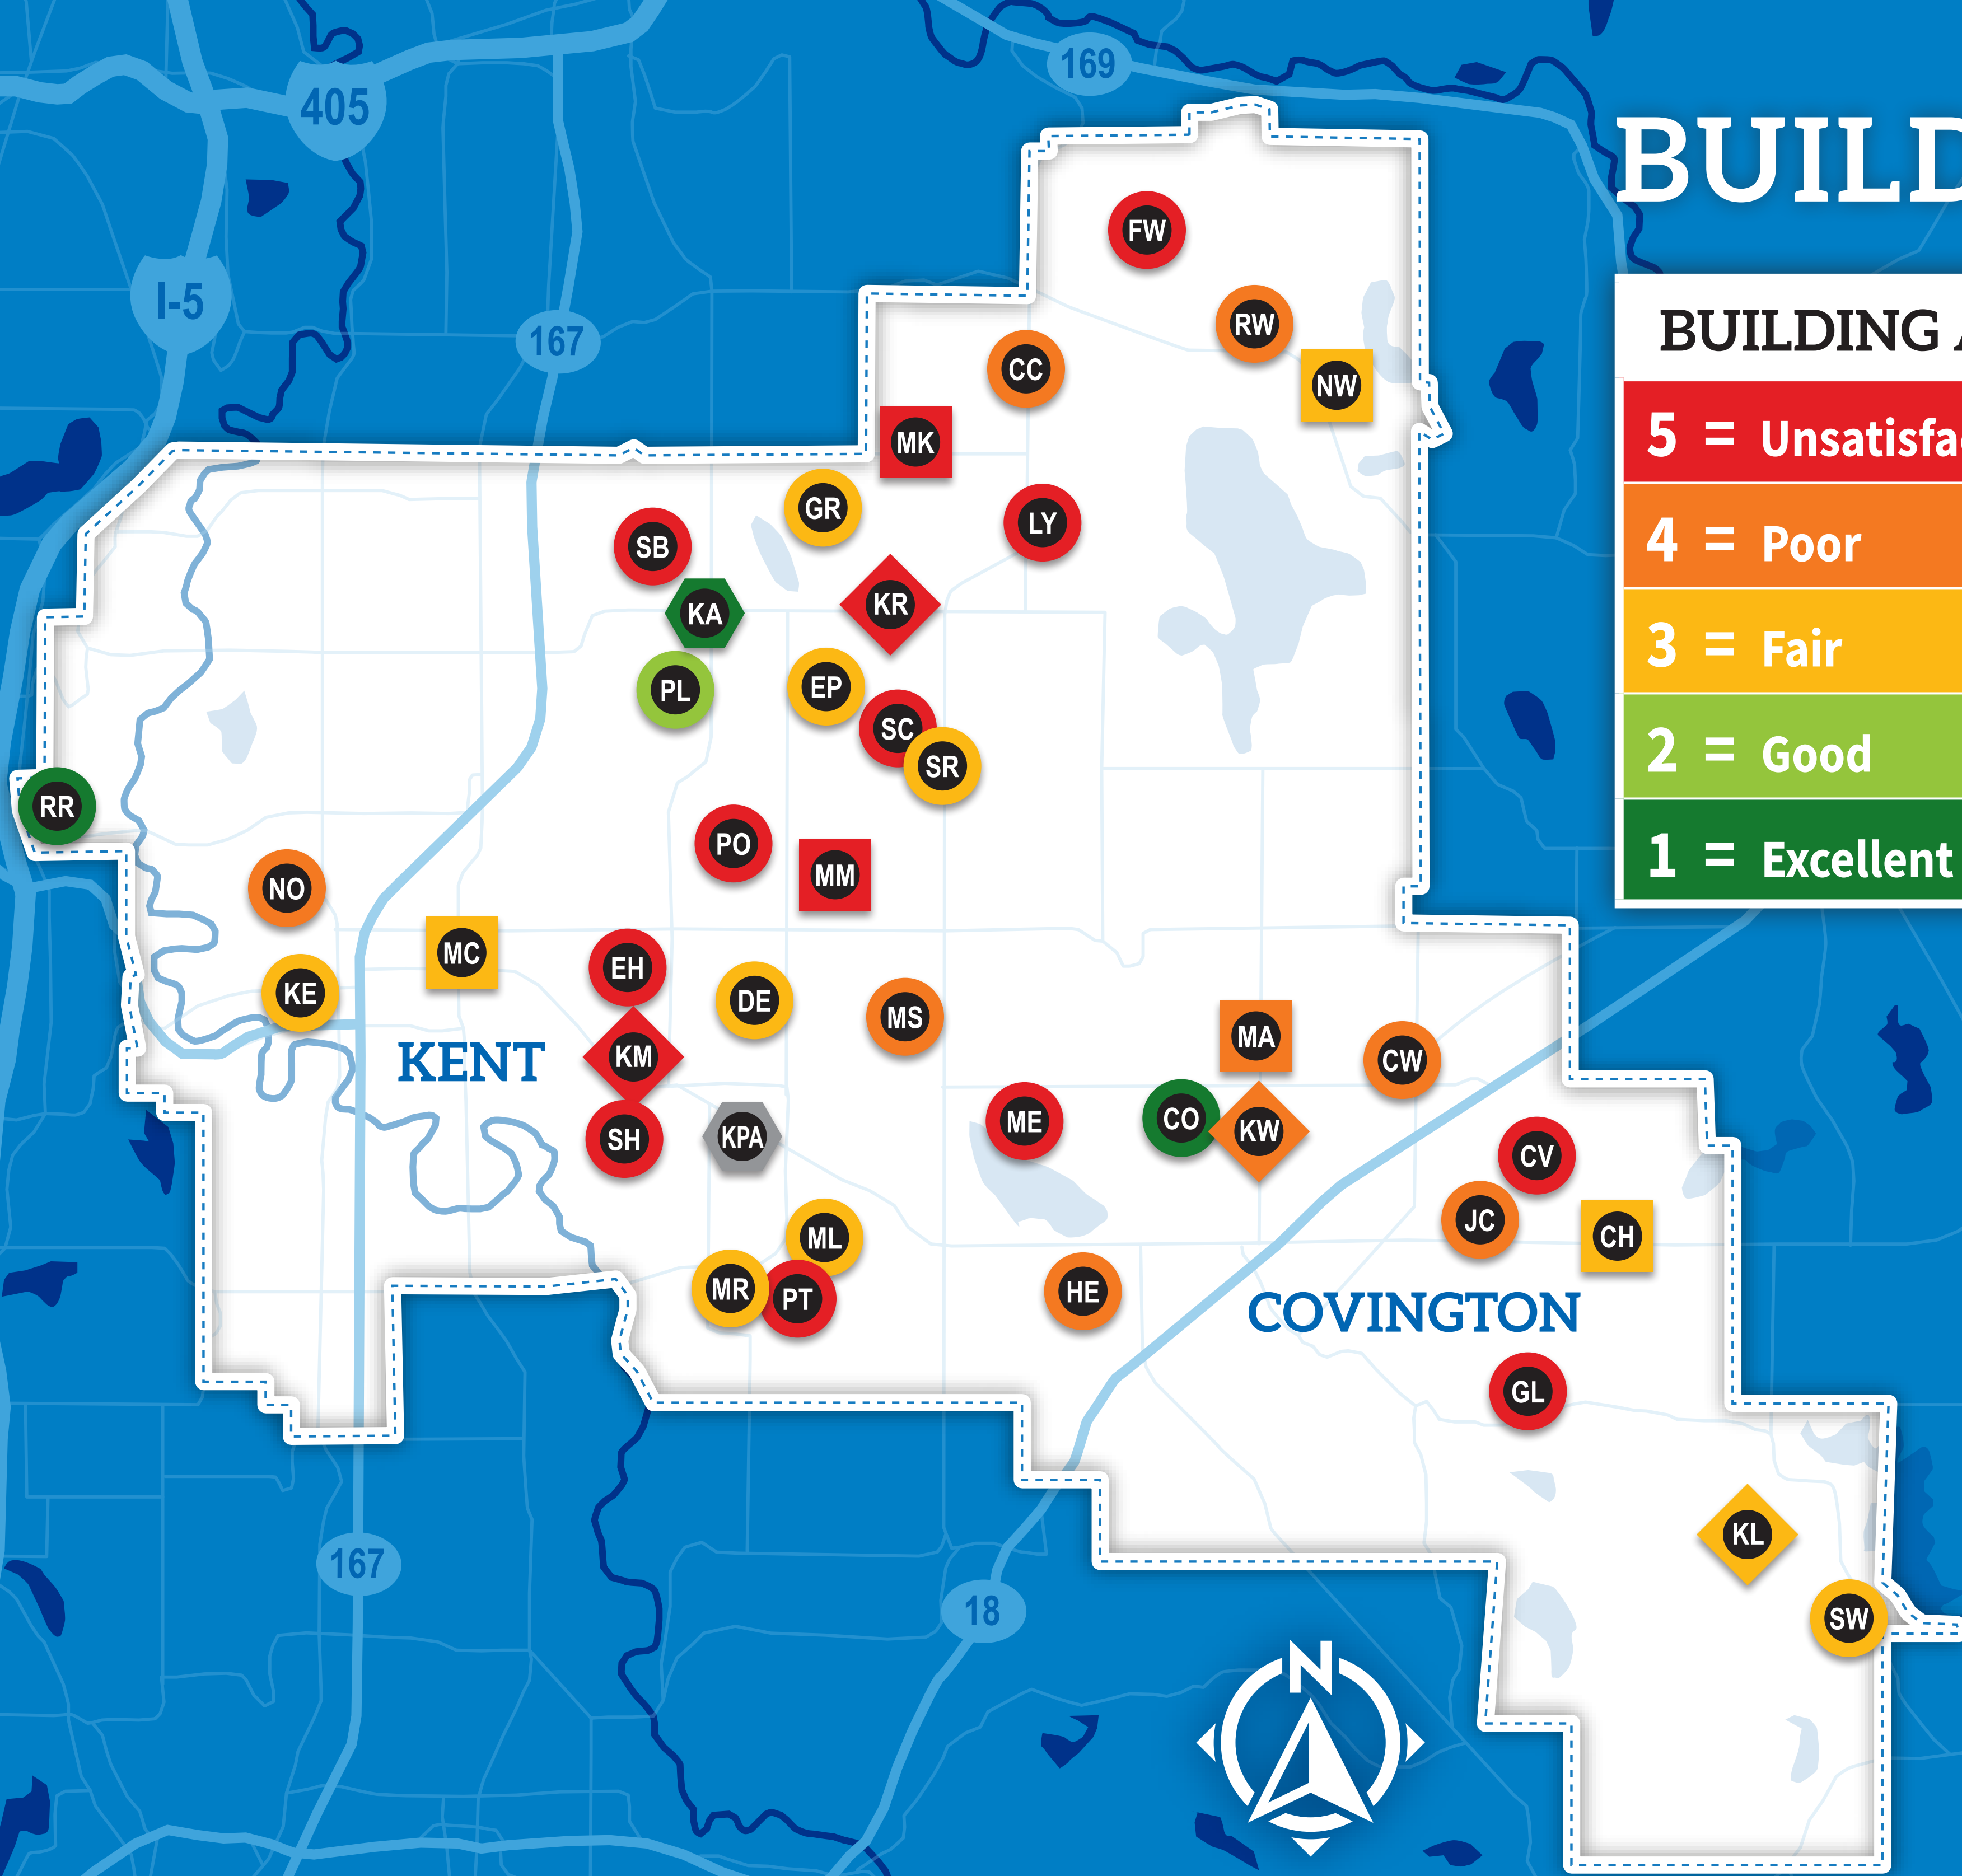 169
405
BUILD
FW
I-5
BUILDING
RW
167
CC
NW
MK
5 = Unsatisfa
GR
LY
SB
4 = Poor
KR
KA
3 = Fair
EP
PL
SC
SR
2 = Good
RR
PO
1 = Excellent
MM
NO
MC
EH
KE
DE
MS
MA
KENT
KM
CW
CO
ME
KW
SH
KPA
CV
JC
ML
CH
MR
PT
HE
COVINGTON
GL
KL
167
18
SW
N